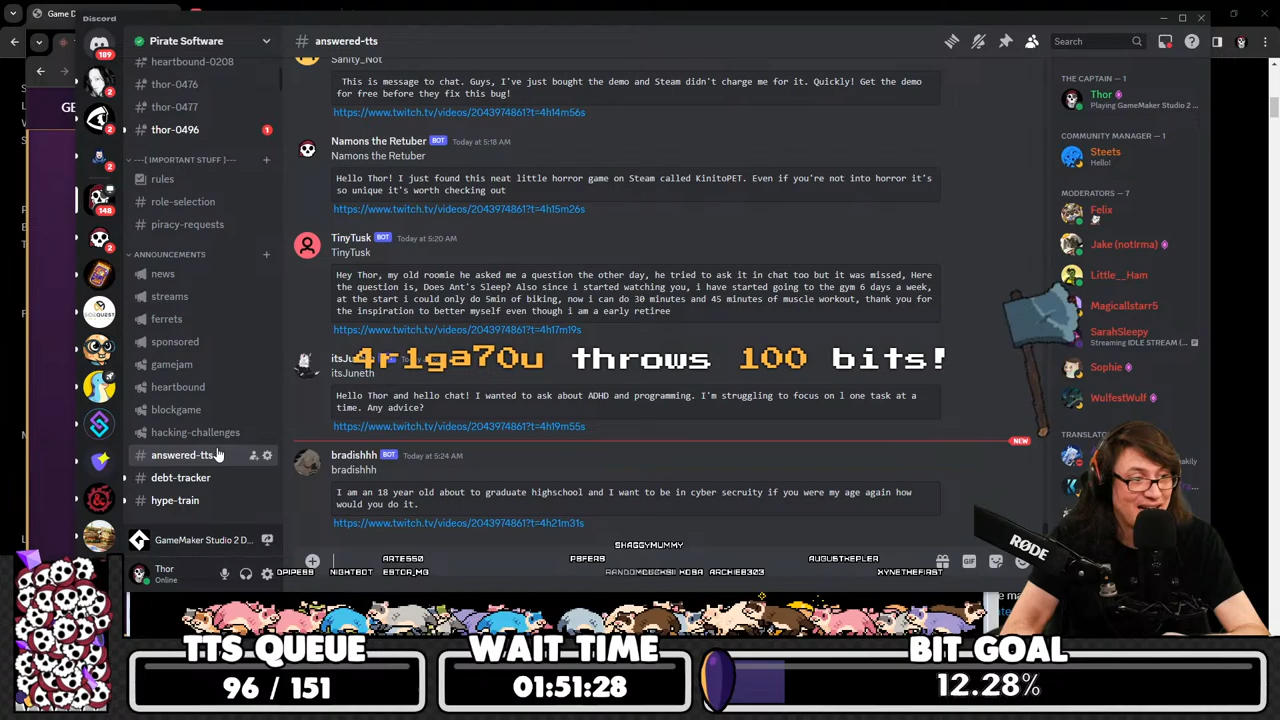 Game D
Discord
Pirate Software
# answered-tts
Search
189
2
2
2
148
2
heartbound-0208
thor-0476
thor-0477
thor-0496
1
---[ IMPORTANT STUFF ]---
rules
role-selection
piracy-requests
ANNOUNCEMENTS
news
streams
ferrets
sponsored
gamejam
heartbound
blockgame
hacking-challenges
answered-tts
debt-tracker
hype-train
GameMaker Studio 2 D...
Thor
Online
Sanity_Not
This is message to chat. Guys, I've just bought the demo and Steam didn't charge me for it. Quickly! Get the demo
for free before they fix this bug!
https://www.twitch.tv/videos/2043974861?t=4h14m56s
Namons the Retuber BOT Today at 5:18 AM
Namons the Retuber
Hello Thor! I just found this neat little horror game on Steam called KinitoPET. Even if you're not into horror it's
so unique it's worth checking out
https://www.twitch.tv/videos/2043974861?t=4h15m26s
TinyTusk BOT Today at 5:20 AM
TinyTusk
Hey Thor, my old roomie he asked me a question the other day, he tried to ask it in chat too but it was missed, Here
the question is, Does Ant's Sleep? Also since i started watching you, i have started going to the gym 6 days a week,
at the start i could only do 5min of biking, now i can do 30 minutes and 45 minutes of muscle workout, thank you for
the inspiration to better myself even though i am a early retiree
https://www.twitch.tv/videos/2043974861?t=4h17m19s
4r1ga70u throws 100 bits!
itsJuneth
Hello Thor and hello chat! I wanted to ask about ADHD and programming. I'm struggling to focus on 1 one task at a
time. Any advice?
https://www.twitch.tv/videos/2043974861?t=4h19m55s
NEW
bradishhh BOT Today at 5:24 AM
bradishhh
I am an 18 year old about to graduate highschool and I want to be in cyber secruity if you were my age again how
would you do it.
https://www.twitch.tv/videos/2043974861?t=4h21m31s
THE CAPTAIN — 1
Thor
Playing GameMaker Studio 2 ...
COMMUNITY MANAGER — 1
Steets
Hello!
MODERATORS — 7
Felix
Jake (notIrma)
Little__Ham
Magicallstarr5
SarahSleepy
Streaming IDLE STREAM (...
Sophie
WulfestWulf
TRANSLATO
GIF
SHAGGYMUMMY
ARTESSO
AUGUSTKEPLER
NIGHTBOT
XYNETHEFIRST
RØDE
TTS QUEUE
96 / 151
WAIT TIME
01:51:28
BIT GOAL
12.28%